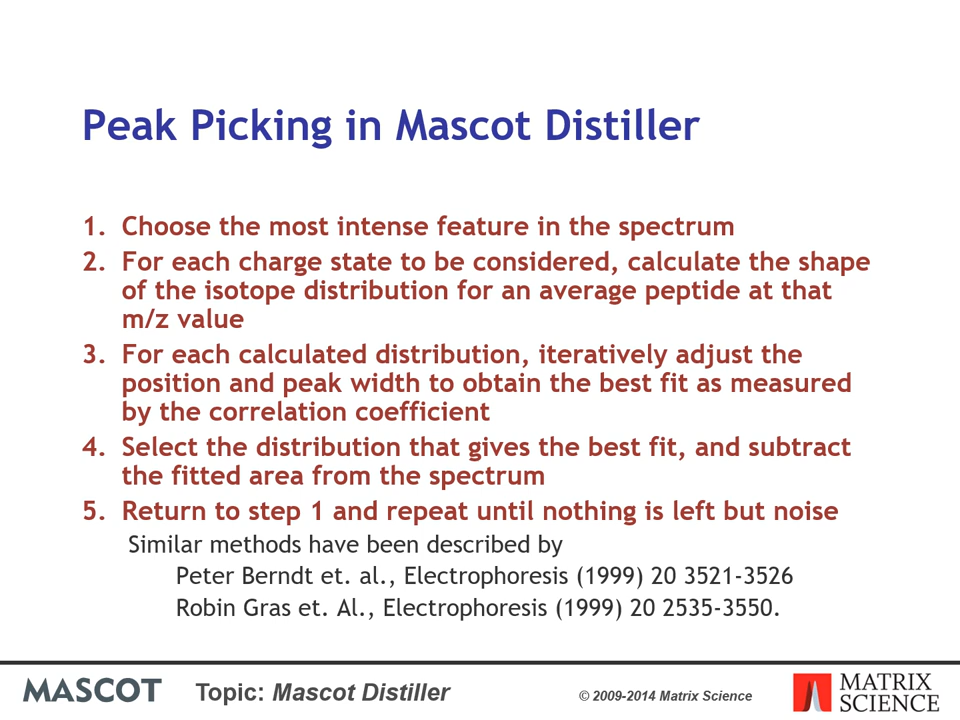 Peak Picking in Mascot Distiller
1. Choose the most intense feature in the spectrum
2. For each charge state to be considered, calculate the shape
of the isotope distribution for an average peptide at that
m/z value
3. For each calculated distribution, iteratively adjust the
position and peak width to obtain the best fit as measured
by the correlation coefficient
4. Select the distribution that gives the best fit, and subtract
the fitted area from the spectrum
5. Return to step 1 and repeat until nothing is left but noise
Similar methods have been described by
Peter Berndt et. al., Electrophoresis (1999) 20 3521-3526
Robin Gras et. Al., Electrophoresis (1999) 20 2535-3550.
MASCOT
Topic: Mascot Distiller
© 2009-2014 Matrix Science
MATRIX
SCIENCE